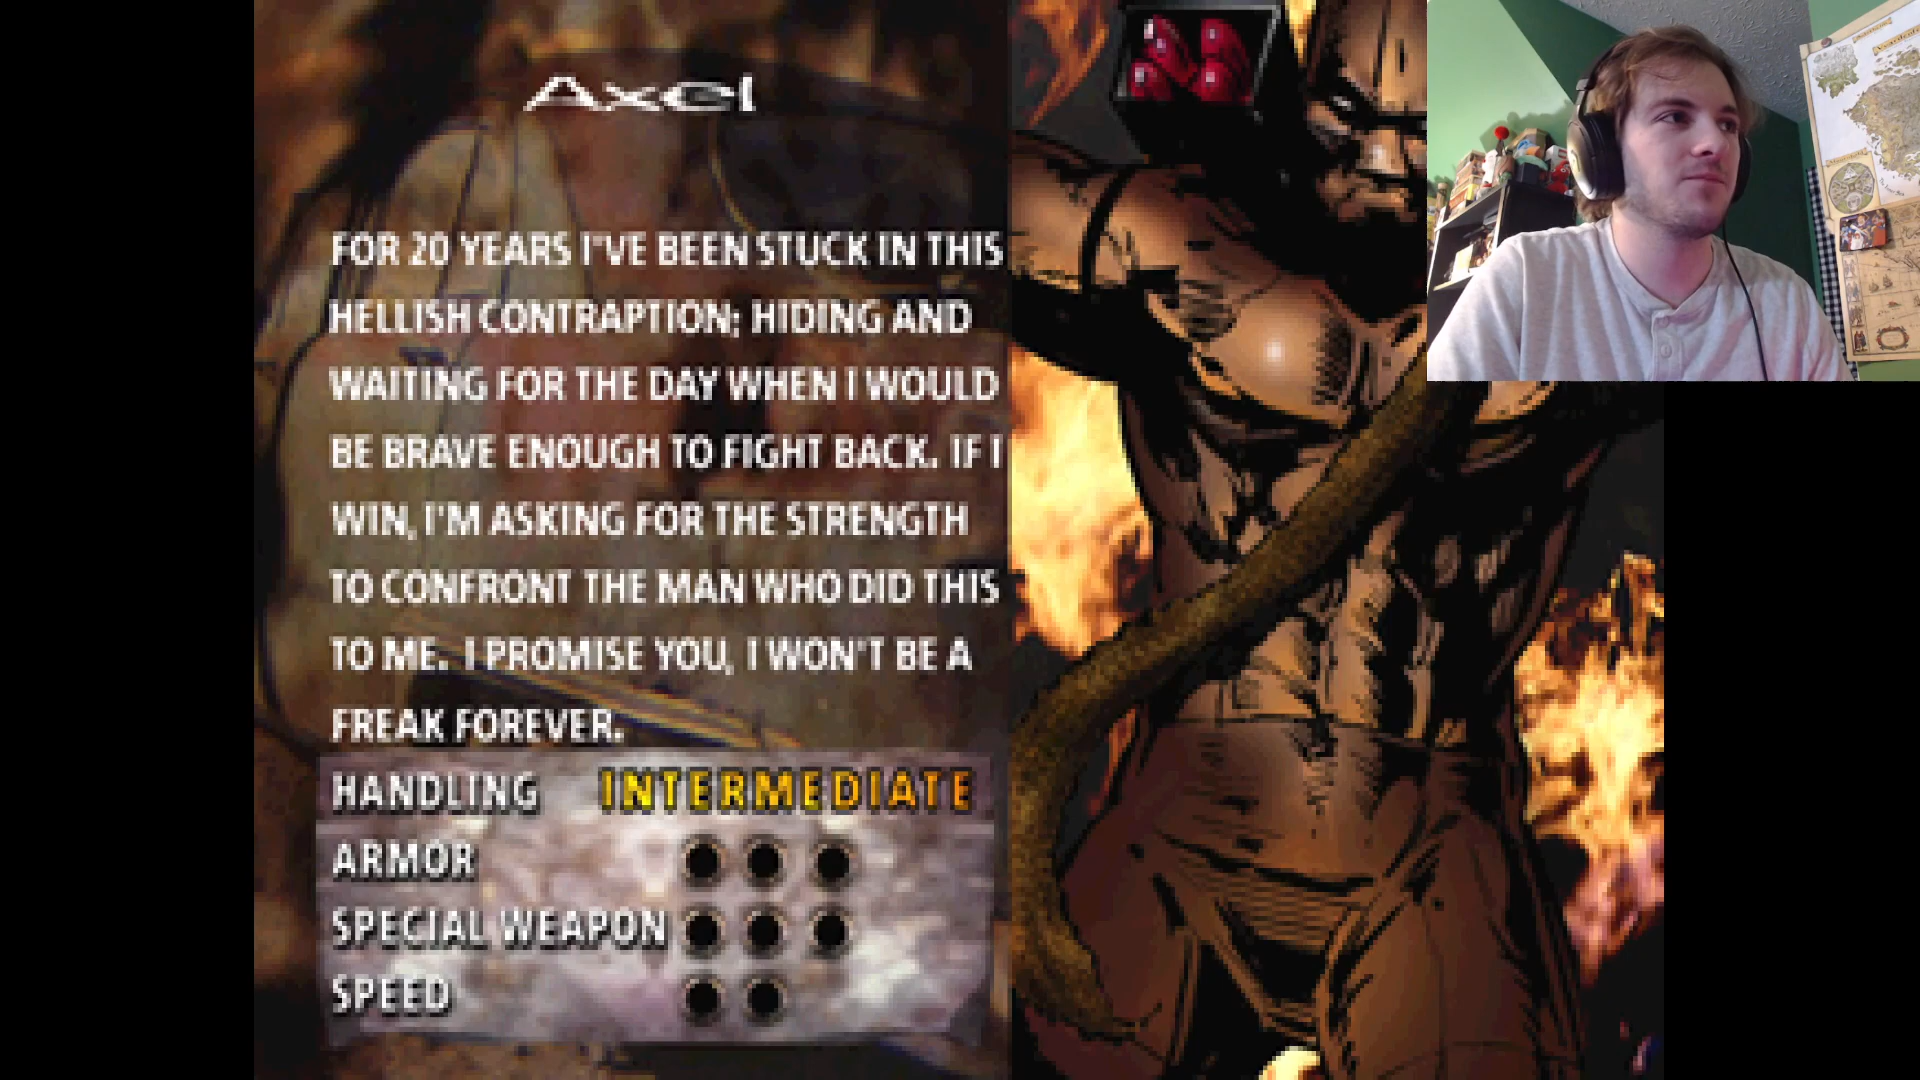 Axel
FOR 20 YEARS I'VE BEEN STUCK IN THIS
HELLISH CONTRAPTION; HIDING AND
WAITING FOR THE DAY WHEN I WOULD
BE BRAVE ENOUGH TO FIGHT BACK. IF I
WIN, I'M ASKING FOR THE STRENGTH
TO CONFRONT THE MAN WHO DID THIS
TO ME. I PROMISE YOU, I WON'T BE A
FREAK FOREVER.
HANDLING INTERMEDIATE
ARMOR
SPECIAL WEAPON
SPEED